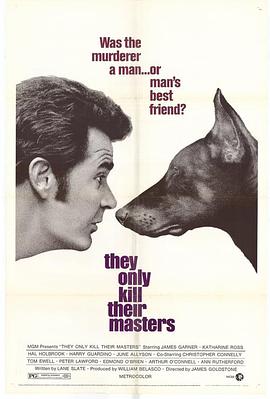 Was the
murderer
a man...or
man's
best
friend?
they
only
kill
their
masters
MGM Presents "THEY ONLY KILL THEIR MASTERS" Starring JAMES GARNER · KATHARINE ROSS
HAL HOLBROOK · HARRY GUARDINO · JUNE ALLYSON · Co-Starring CHRISTOPHER CONNELLY
TOM EWELL · PETER LAWFORD · EDMOND O'BRIEN · ARTHUR O'CONNELL · ANN RUTHERFORD
Written by LANE SLATE · Produced by WILLIAM BELASCO · Directed by JAMES GOLDSTONE
PG
METROCOLOR
MGM